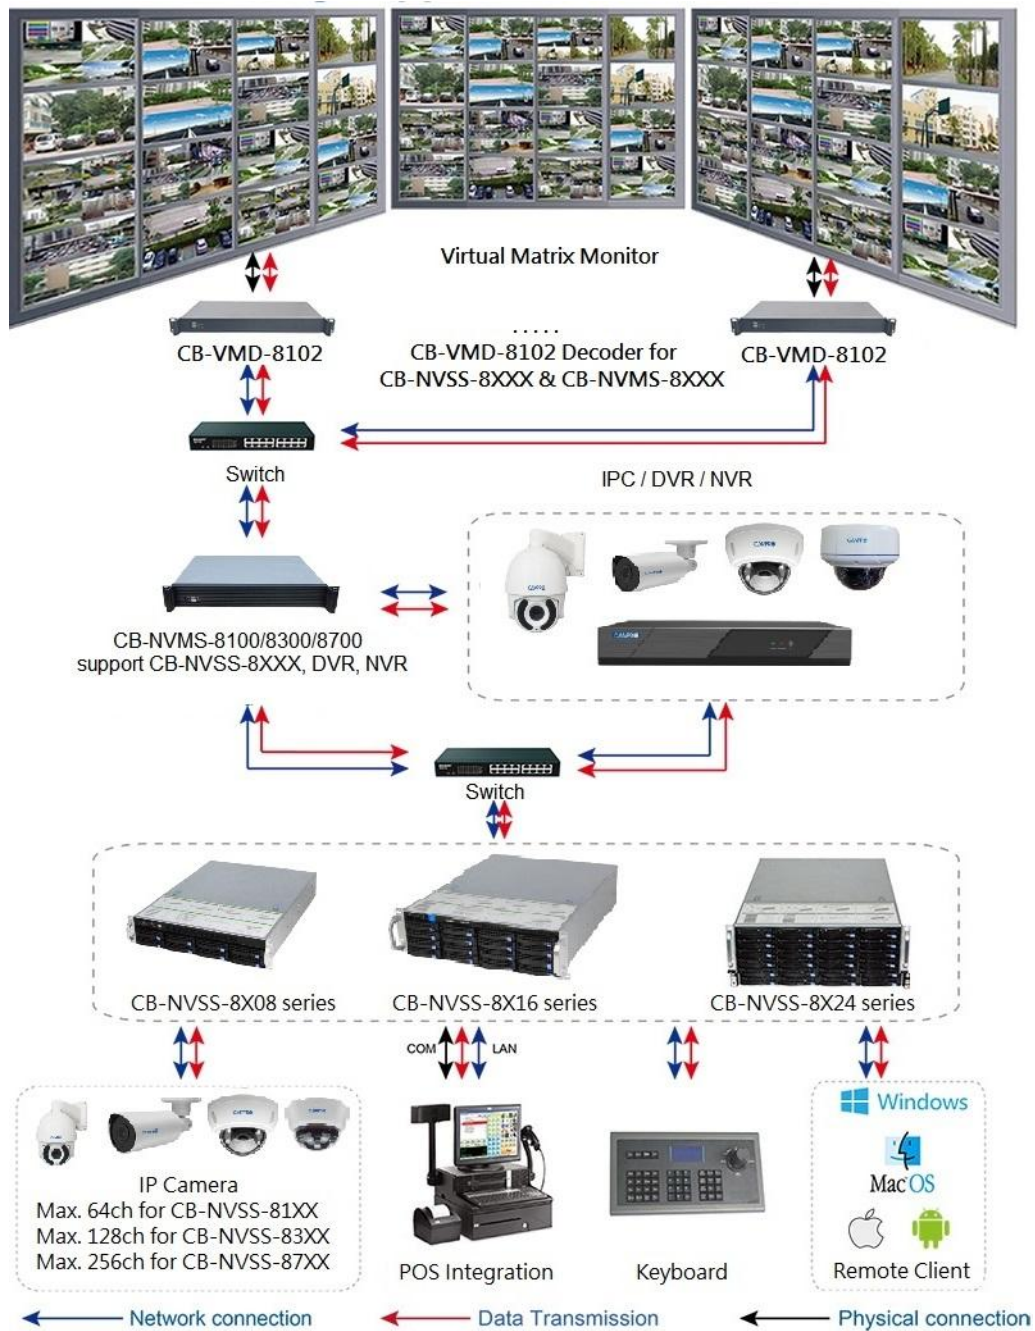 Virtual Matrix Monitor
.....
CB-VMD-8102
CB-VMD-8102 Decoder for
CB-NVSS-8XXX & CB-NVMS-8XXX
CB-VMD-8102
Switch
IPC / DVR / NVR
CB-NVMS-8100/8300/8700
support CB-NVSS-8XXX, DVR, NVR
Switch
CB-NVSS-8X08 series
CB-NVSS-8X16 series
CB-NVSS-8X24 series
COM
LAN
Windows
Mac OS
IP Camera
Max. 64ch for CB-NVSS-81XX
Max. 128ch for CB-NVSS-83XX
Max. 256ch for CB-NVSS-87XX
POS Integration
Keyboard
Remote Client
Network connection
Data Transmission
Physical connection